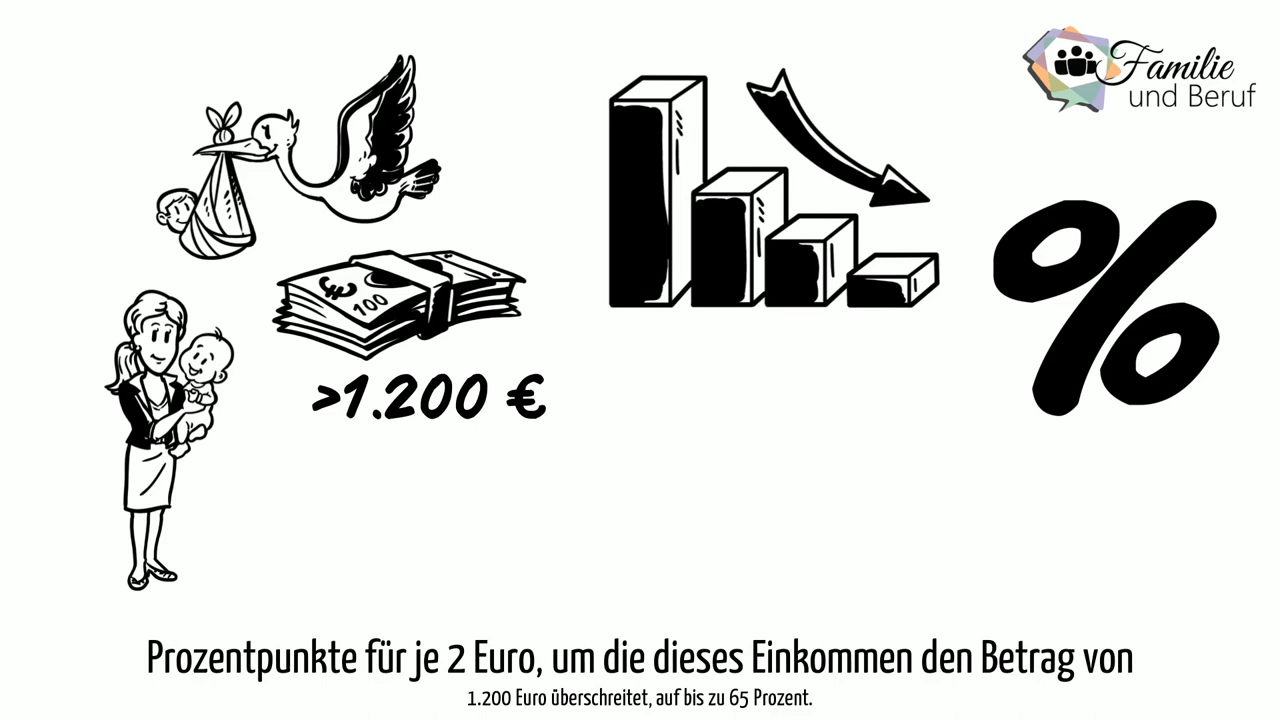 Familie
und Beruf
100
>1.200 €
%
Prozentpunkte für je 2 Euro, um die dieses Einkommen den Betrag von
1.200 Euro überschreitet, auf bis zu 65 Prozent.